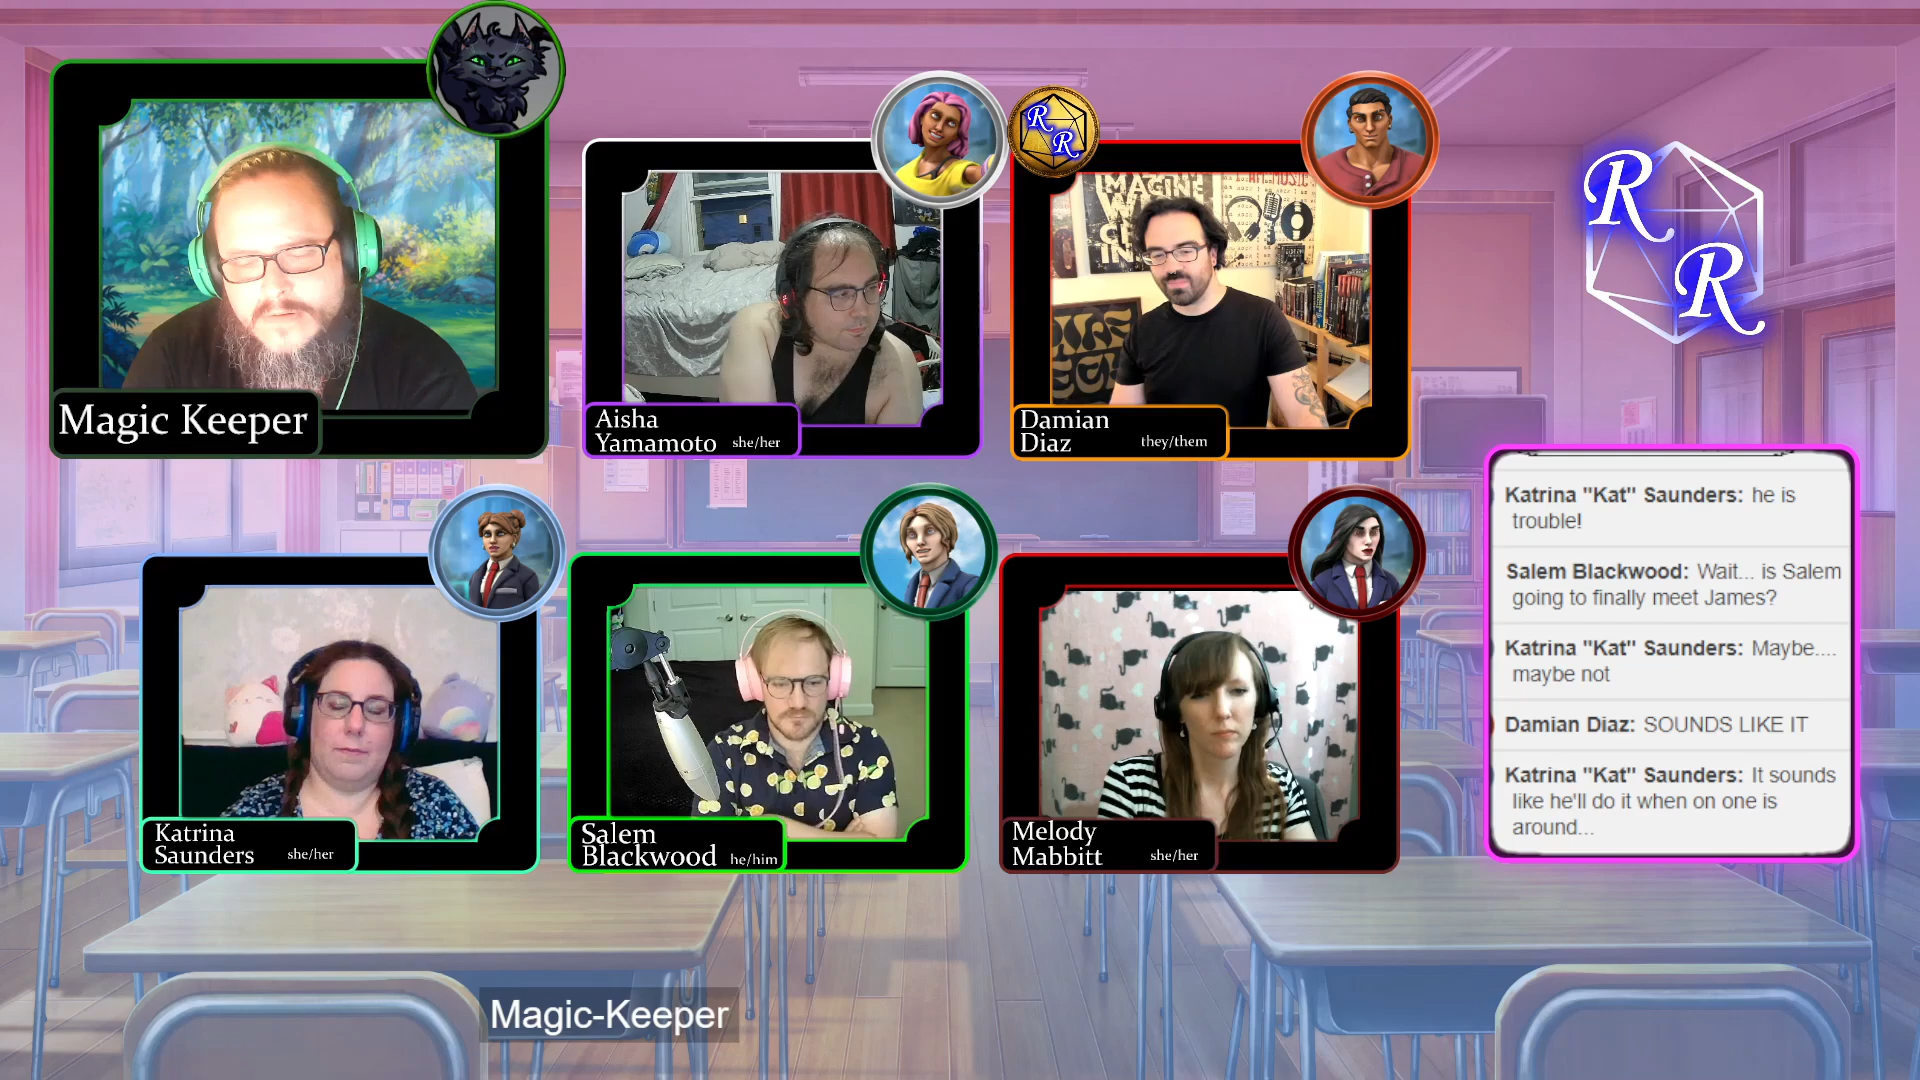 R
R
R
R
IMAGINE
I AM MUSIC
Magic Keeper
Aisha
Yamamoto she/her
Damian
Diaz they/them
Katrina "Kat" Saunders: he is
trouble!
Salem Blackwood: Wait... is Salem
going to finally meet James?
Katrina "Kat" Saunders: Maybe....
maybe not
Damian Diaz: SOUNDS LIKE IT
Katrina "Kat" Saunders: It sounds
like he'll do it when on one is
around...
Katrina
Saunders she/her
Salem
Blackwood he/him
Melody
Mabbitt she/her
Magic-Keeper